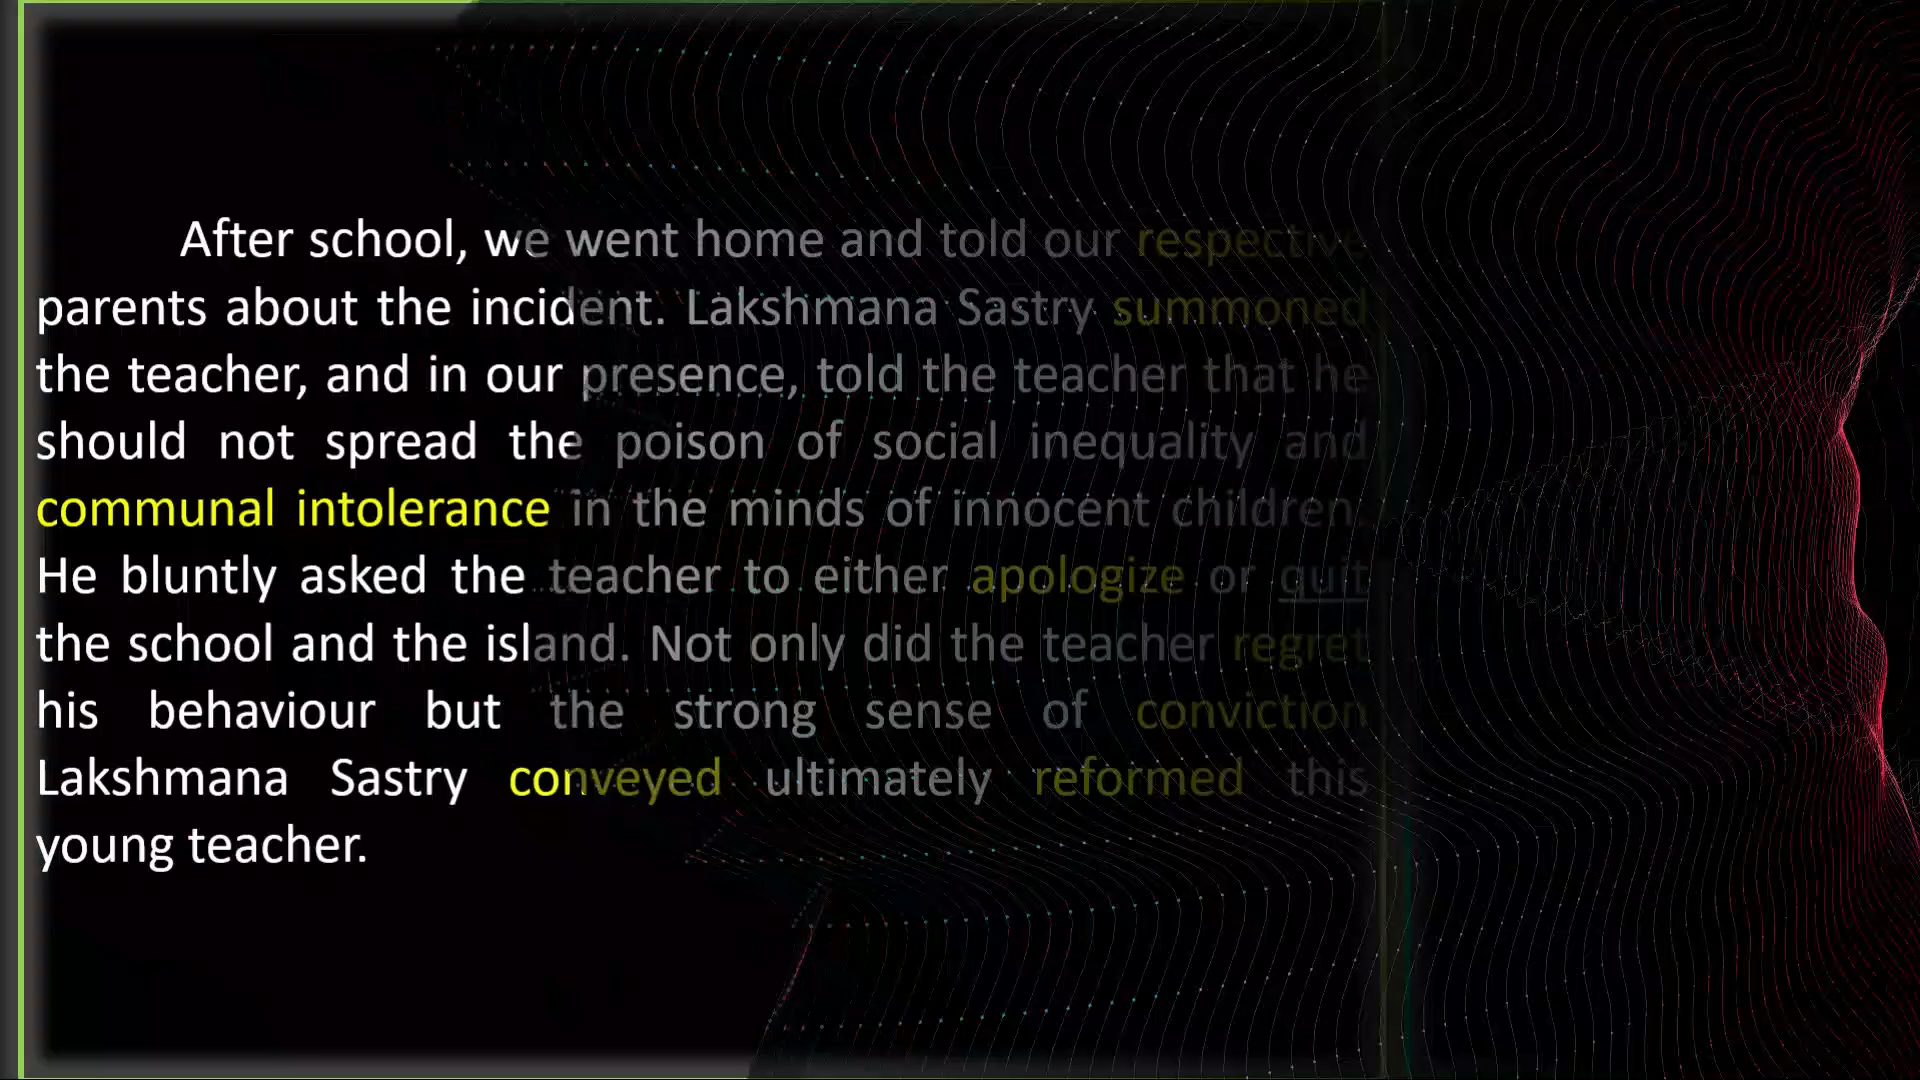 After school, we went home and told our respective
parents about the incident. Lakshmana Sastry summoned
the teacher, and in our presence, told the teacher that he
should not spread the poison of social inequality and
communal intolerance in the minds of innocent children.
He bluntly asked the teacher to either apologize or quit
the school and the island. Not only did the teacher regret
his behaviour but the strong sense of conviction
Lakshmana Sastry conveyed ultimately reformed this
young teacher.